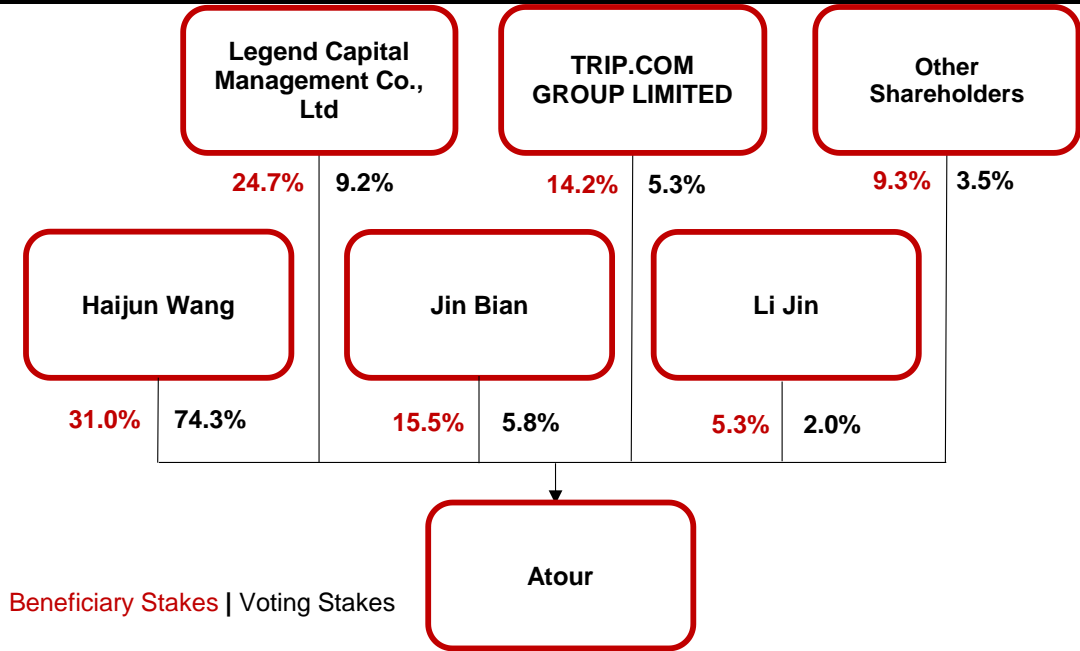 Legend Capital
Management Co.,
Ltd
TRIP.COM
GROUP LIMITED
Other
Shareholders
24.7% 9.2%
14.2% 5.3%
9.3% 3.5%
Haijun Wang
Jin Bian
Li Jin
31.0% 74.3%
15.5% 5.8%
5.3% 2.0%
Atour
Beneficiary Stakes | Voting Stakes